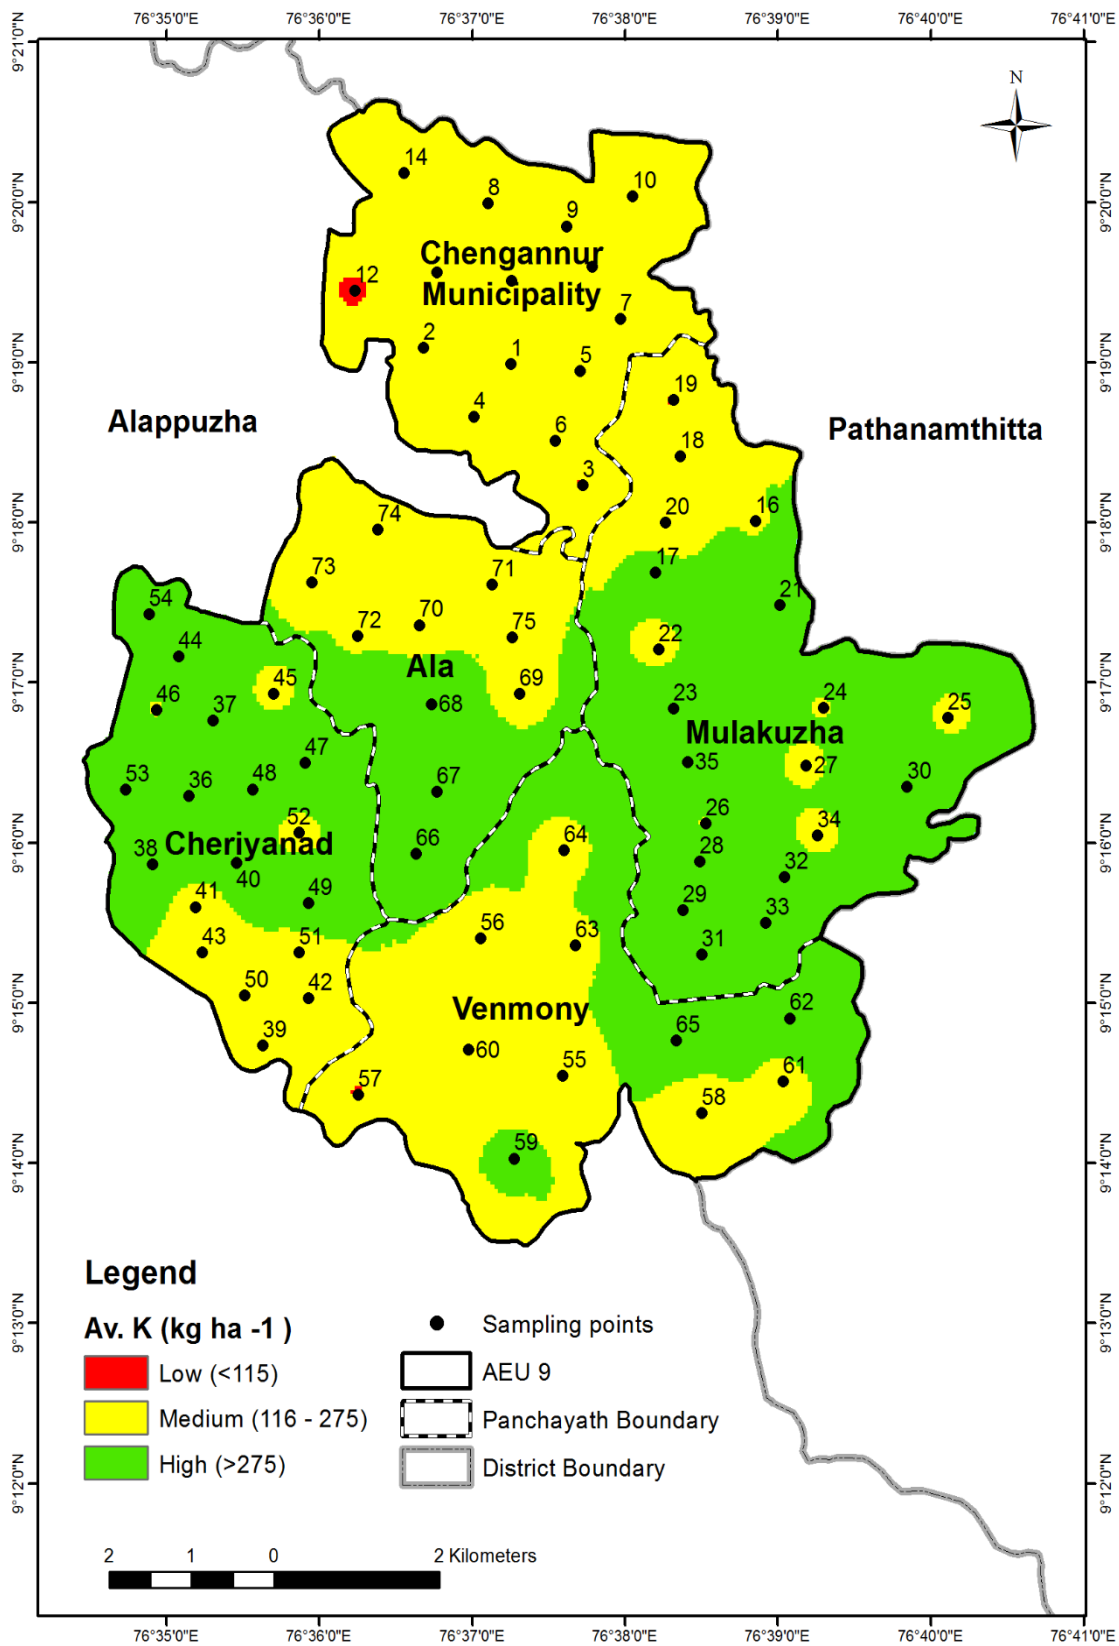 76°35'0"E 76°36'0"E 76°37'0"E 76°38'0"E 76°39'0"E 76°40'0"E 76°41'0"E
9°21'0"N 9°21'0"N
N
14
8 10
9°20'0"N 9°20'0"N
9
Chengannur
12
Municipality
7
2 1 5
9°19'0"N 9°19'0"N
19
4
Alappuzha Pathanamthitta
6 18
3
74 20 16
9°18'0"N 9°18'0"N
73 71 17
54 21
72 70 75
44 22
Ala
9°17'0"N 9°17'0"N
45 69
46 37 68 23 24 25
Mulakuzha
47 35 27
53 36 48 67 30
52 26 34
64
9°16'0"N 9°16'0"N
38 Cheriyanad 66 28
40 32
41 49 29
56 63 33
43 51 31
50 42
9°15'0"N 9°15'0"N
Venmony 62
39 65
60 55
57 61
58
59
9°14'0"N 9°14'0"N
Legend
Av. K (kg ha -1 )
9°13'0"N 9°13'0"N
Sampling points
Low (<115) AEU 9
Medium (116 - 275) Panchayath Boundary
High (>275) District Boundary
9°12'0"N 9°12'0"N
2 1 0 2 Kilometers
76°35'0"E 76°36'0"E 76°37'0"E 76°38'0"E 76°39'0"E 76°40'0"E 76°41'0"E